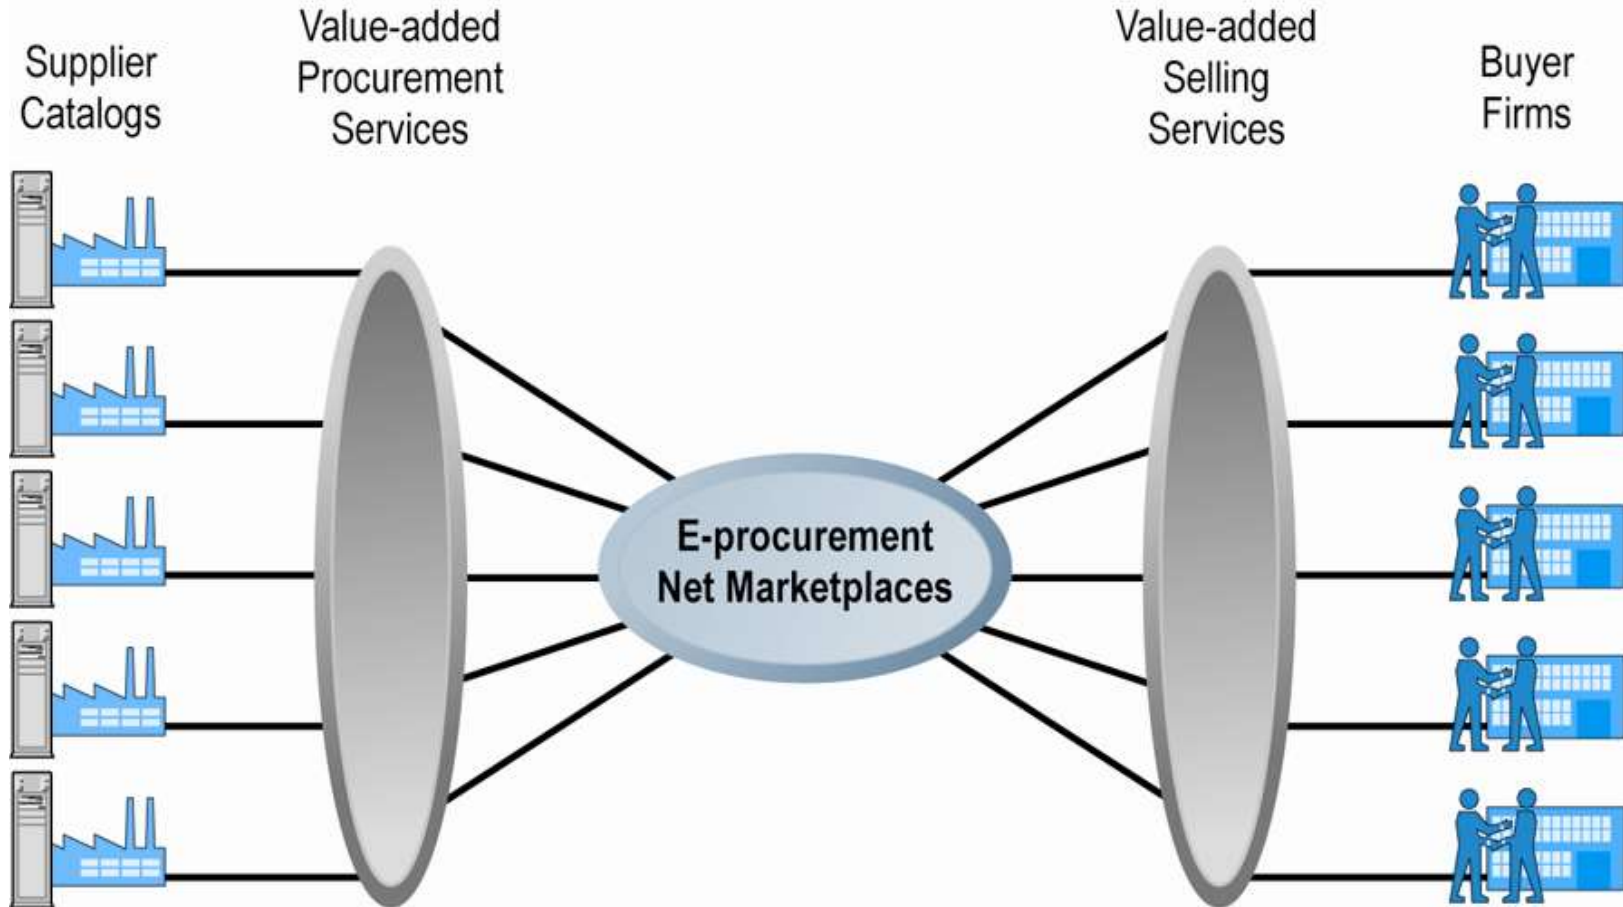 Supplier
Catalogs
Value-added
Procurement
Services
Value-added
Selling
Services
Buyer
Firms
E-procurement
Net Marketplaces